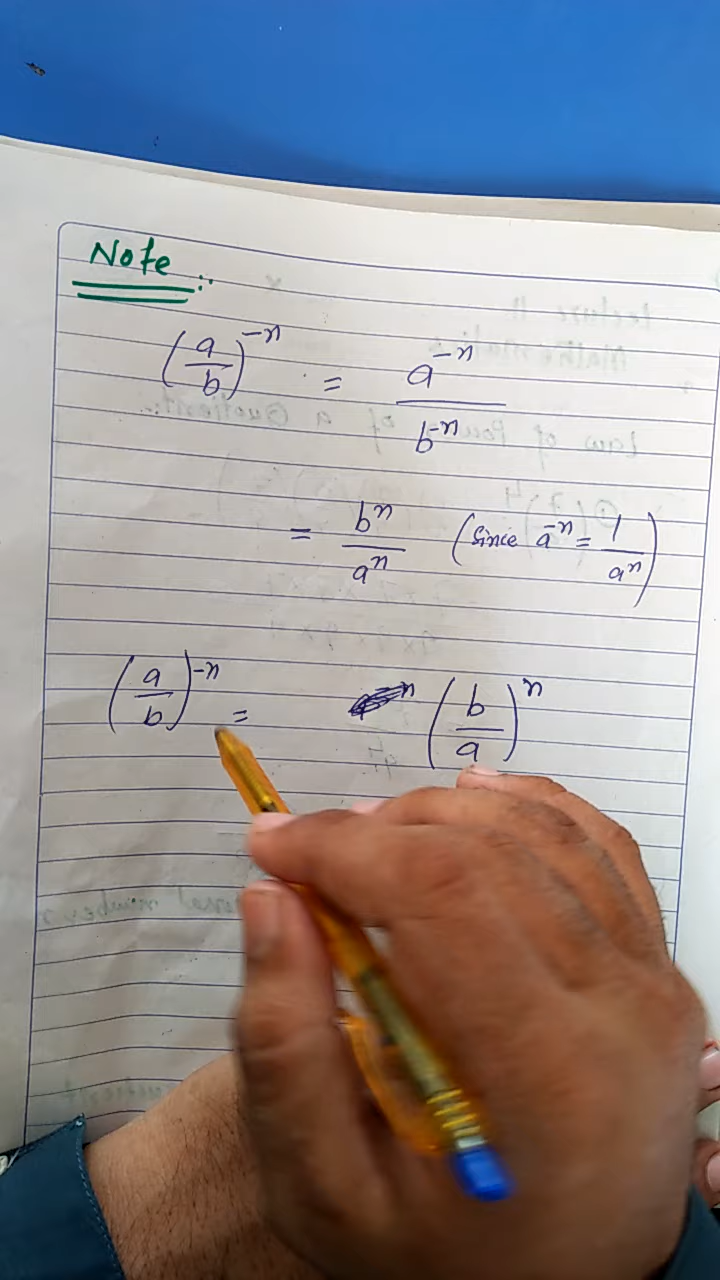 Note :
(a/b)^-n = a^-n / b^-n
= b^n / a^n (Since a^-n = 1/a^n)
(a/b)^-n = (b/a)^n